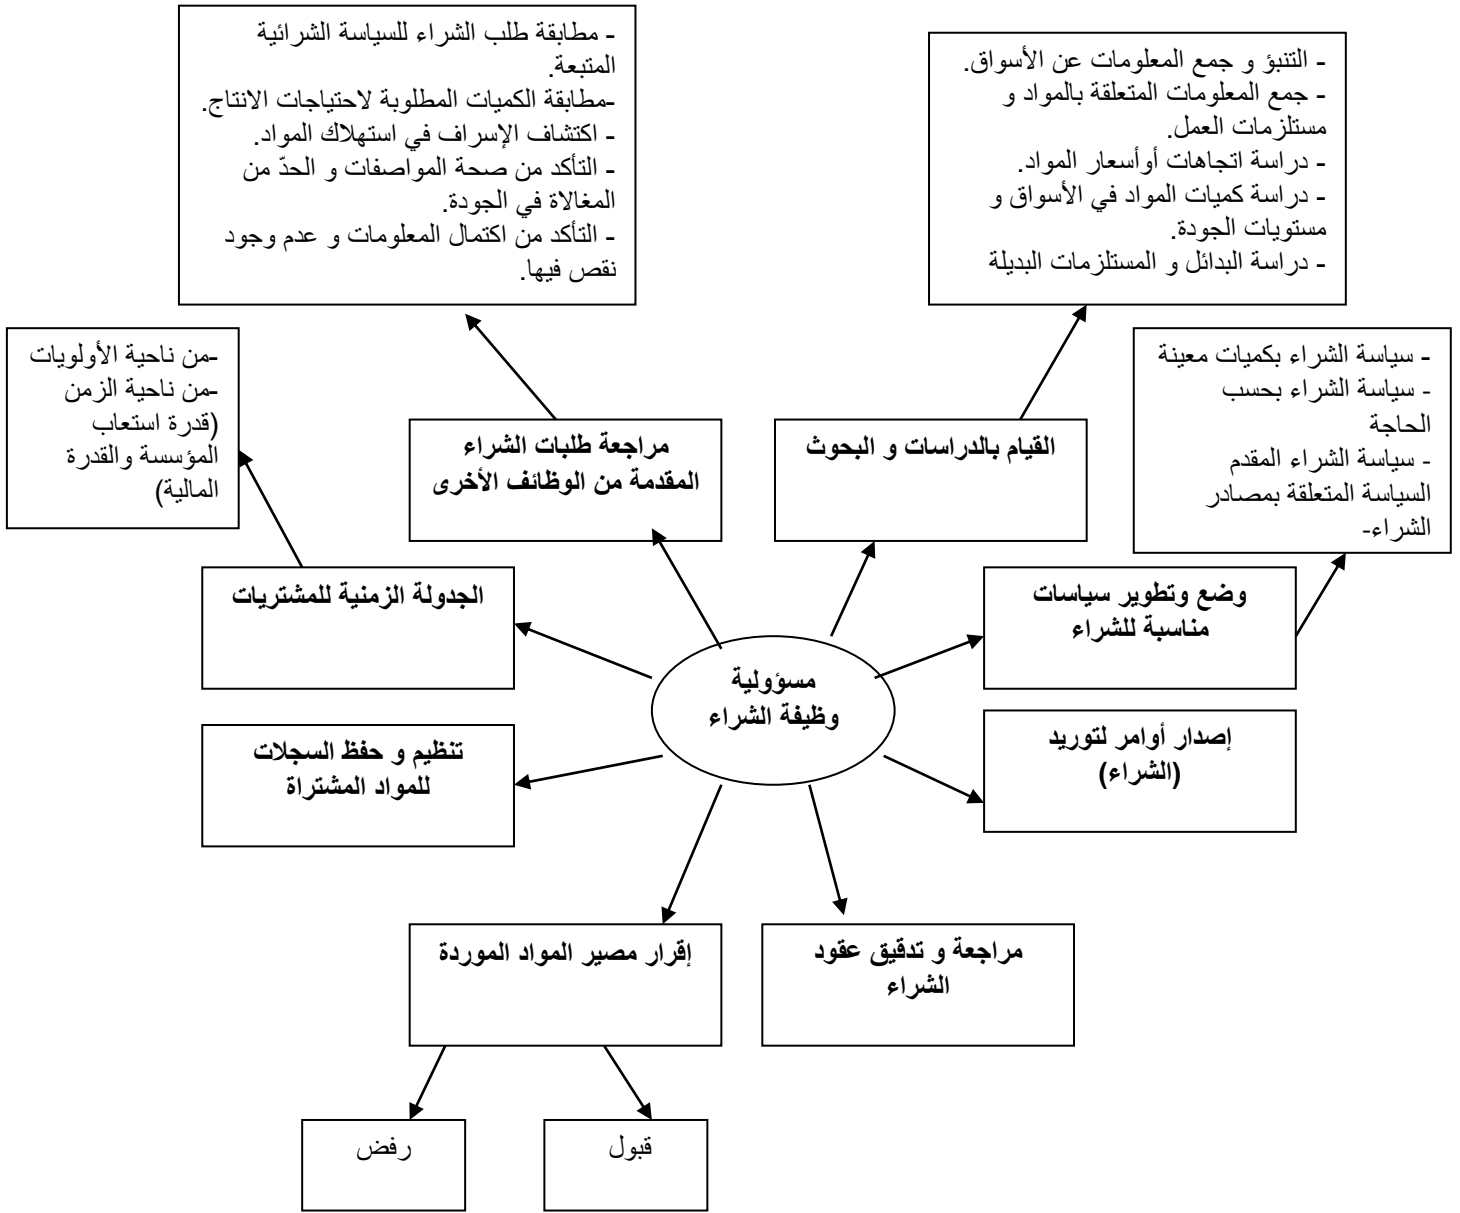 - مطابقة طلب الشراء للسياسة الشرائية
المتبعة.
-مطابقة الكميات المطلوبة لاحتياجات الانتاج.
- اكتشاف الإسراف في استهلاك المواد.
- التأكد من صحة المواصفات و الحدّ من
المغالاة في الجودة.
- التأكد من اكتمال المعلومات و عدم وجود
نقص فيها.
- التنبؤ و جمع المعلومات عن الأسواق.
- جمع المعلومات المتعلقة بالمواد و
مستلزمات العمل.
- دراسة اتجاهات أوأسعار المواد.
- دراسة كميات المواد في الأسواق و
مستويات الجودة.
- دراسة البدائل و المستلزمات البديلة
-من ناحية الأولويات
-من ناحية الزمن
(قدرة استعاب
المؤسسة والقدرة
المالية)
- سياسة الشراء بكميات معينة
- سياسة الشراء بحسب
الحاجة
- سياسة الشراء المقدم
السياسة المتعلقة بمصادر
الشراء-
مراجعة طلبات الشراء
المقدمة من الوظائف الأخرى
القيام بالدراسات و البحوث
الجدولة الزمنية للمشتريات
وضع وتطوير سياسات
مناسبة للشراء
مسؤولية
وظيفة الشراء
تنظيم و حفظ السجلات
للمواد المشتراة
إصدار أوامر لتوريد
(الشراء)
إقرار مصير المواد الموردة
مراجعة و تدقيق عقود
الشراء
رفض
قبول